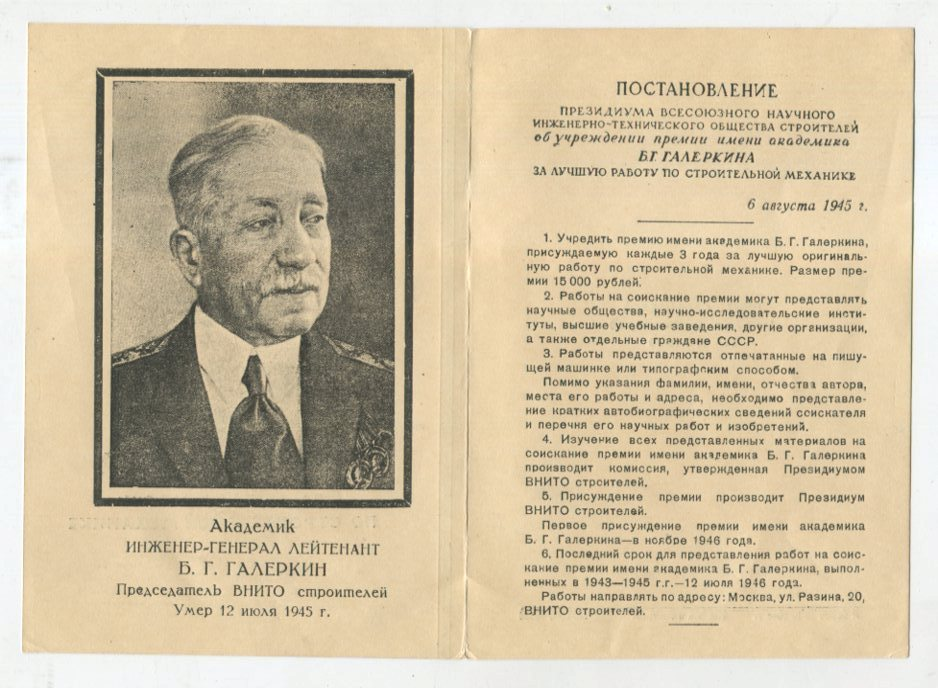 Академик
ИНЖЕНЕР-ГЕНЕРАЛ ЛЕЙТЕНАНТ
Б. Г. ГАЛЕРКИН
Председатель ВНИТО строителей
Умер 12 июля 1945 г.
ПОСТАНОВЛЕНИЕ
ПРЕЗИДИУМА ВСЕСОЮЗНОГО НАУЧНОГО
ИНЖЕНЕРНО-ТЕХНИЧЕСКОГО ОБЩЕСТВА СТРОИТЕЛЕЙ
об учреждении премии имени академика
Б.Г. ГАЛЕРКИНА
ЗА ЛУЧШУЮ РАБОТУ ПО СТРОИТЕЛЬНОЙ МЕХАНИКЕ
6 августа 1945 г.
1. Учредить премию имени академика Б. Г. Галеркина,
присуждаемую каждые 3 года за лучшую оригиналь-
ную работу по строительной механике. Размер пре-
мии 15 000 рублей.
2. Работы на соискание премии могут представлять
научные общества, научно-исследовательские инсти-
туты, высшие учебные заведения, другие организации,
а также отдельные граждане СССР.
3. Работы представляются отпечатанные на пишу-
щей машинке или типографским способом.
Помимо указания фамилии, имени, отчества автора,
места его работы и адреса, необходимо представле-
ние кратких автобиографических сведений соискателя
и перечня его научных работ и изобретений.
4. Изучение всех представленных материалов на
соискание премии имени академика Б. Г. Галеркина
производит комиссия, утвержденная Президиумом
ВНИТО строителей.
5. Присуждение премии производит Президиум
ВНИТО строителей.
Первое присуждение премии имени академика
Б. Г. Галеркина—в ноябре 1946 года.
6. Последний срок для представления работ на соис-
кание премии имени академика Б. Г. Галеркина, выпол-
ненных в 1943—1945 г.г.—12 июля 1946 года.
Работы направлять по адресу: Москва, ул. Разина, 20,
ВНИТО строителей.